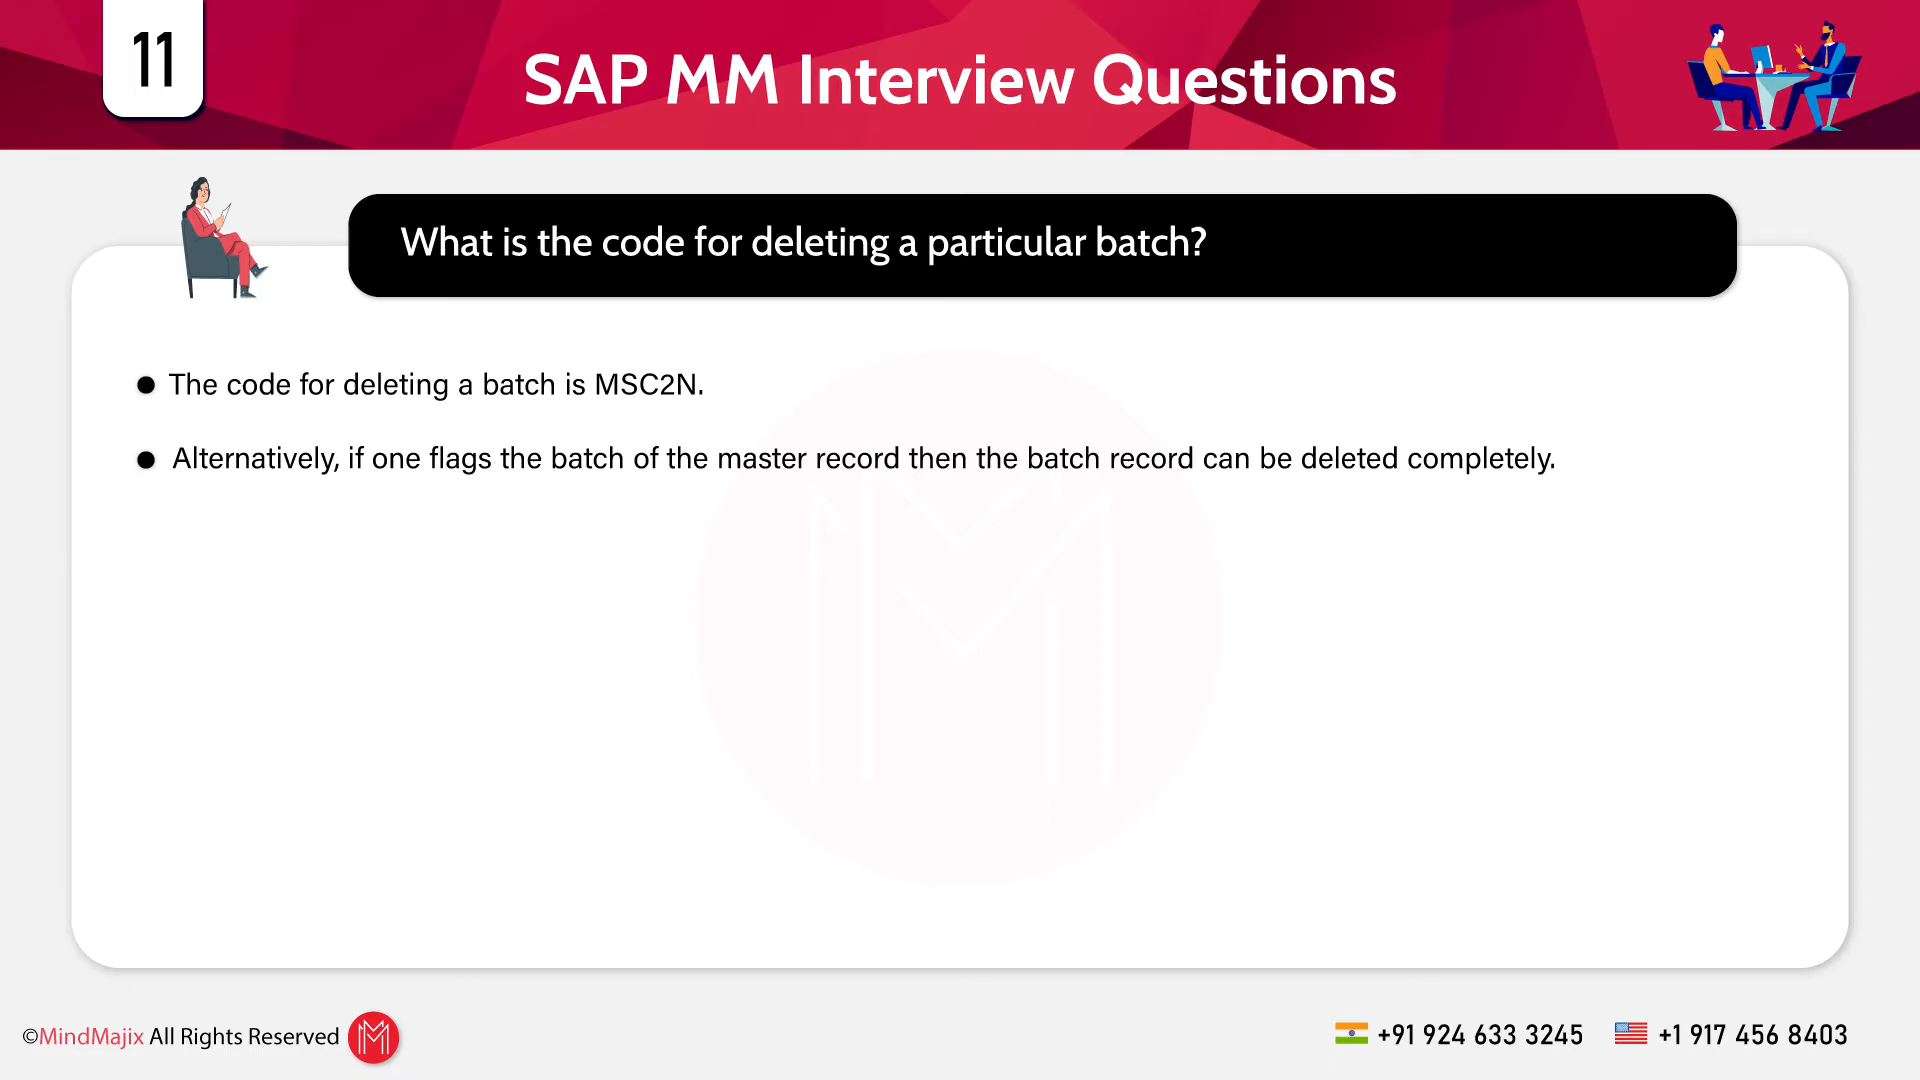 11
SAP MM Interview Questions
What is the code for deleting a particular batch?
● The code for deleting a batch is MSC2N.
● Alternatively, if one flags the batch of the master record then the batch record can be deleted completely.
©MindMajix All Rights Reserved
+91 924 633 3245
+1 917 456 8403